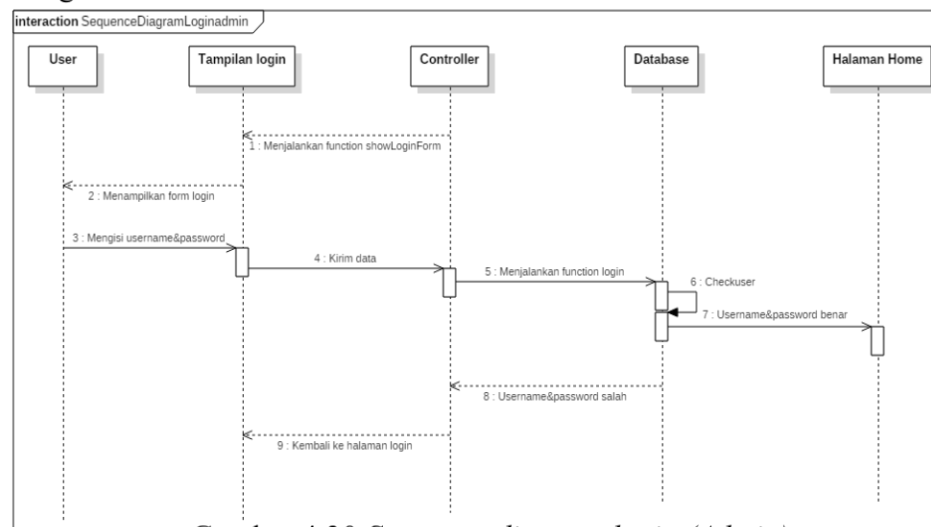 interaction SequenceDiagramLoginadmin
User
Tampilan login
Controller
Database
Halaman Home
1 : Menjalankan function showLoginForm
2 : Menampilkan form login
3 : Mengisi username&password
4 : Kirim data
5 : Menjalankan function login
6 : Checkuser
7 : Username&password benar
8 : Username&password salah
9 : Kembali ke halaman login